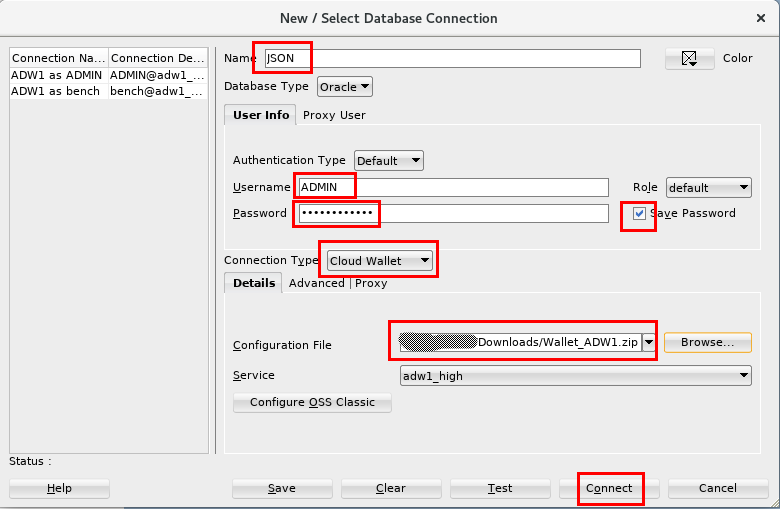 New / Select Database Connection
Connection Na... Connection De...
ADW1 as ADMIN ADMIN@adw1_...
ADW1 as bench bench@adw1_...
Name JSON Color
Database Type Oracle
User Info Proxy User
Authentication Type Default
Username ADMIN Role default
Password •••••••••••• Save Password
Connection Type Cloud Wallet
Details Advanced Proxy
Configuration File Downloads/Wallet_ADW1.zip Browse...
Service adw1_high
Configure OSS Classic
Status :
Help Save Clear Test Connect Cancel